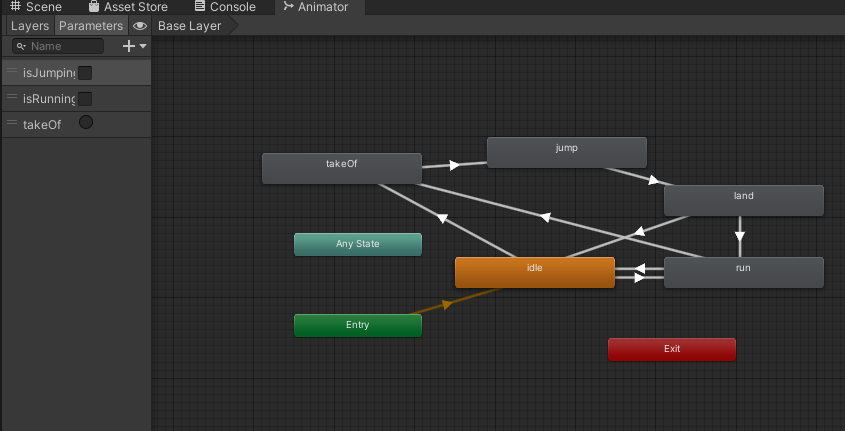 Scene Asset Store Console Animator
Layers Parameters Base Layer
Name
isJumping
isRunning
takeOf
jump
takeOf
land
Any State
idle
run
Entry
Exit